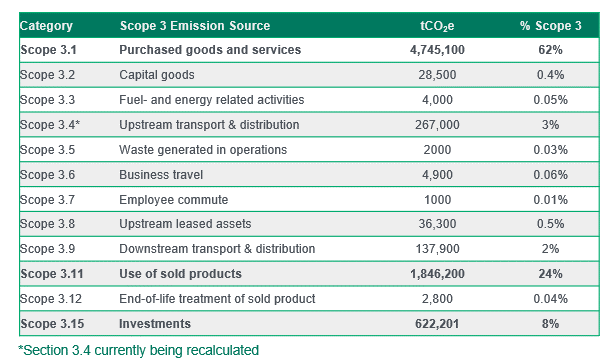 Category Scope 3 Emission Source tCO₂e % Scope 3
Scope 3.1 Purchased goods and services 4,745,100 62%
Scope 3.2 Capital goods 28,500 0.4%
Scope 3.3 Fuel- and energy related activities 4,000 0.05%
Scope 3.4* Upstream transport & distribution 267,000 3%
Scope 3.5 Waste generated in operations 2000 0.03%
Scope 3.6 Business travel 4,900 0.06%
Scope 3.7 Employee commute 1000 0.01%
Scope 3.8 Upstream leased assets 36,300 0.5%
Scope 3.9 Downstream transport & distribution 137,900 2%
Scope 3.11 Use of sold products 1,846,200 24%
Scope 3.12 End-of-life treatment of sold product 2,800 0.04%
Scope 3.15 Investments 622,201 8%
*Section 3.4 currently being recalculated